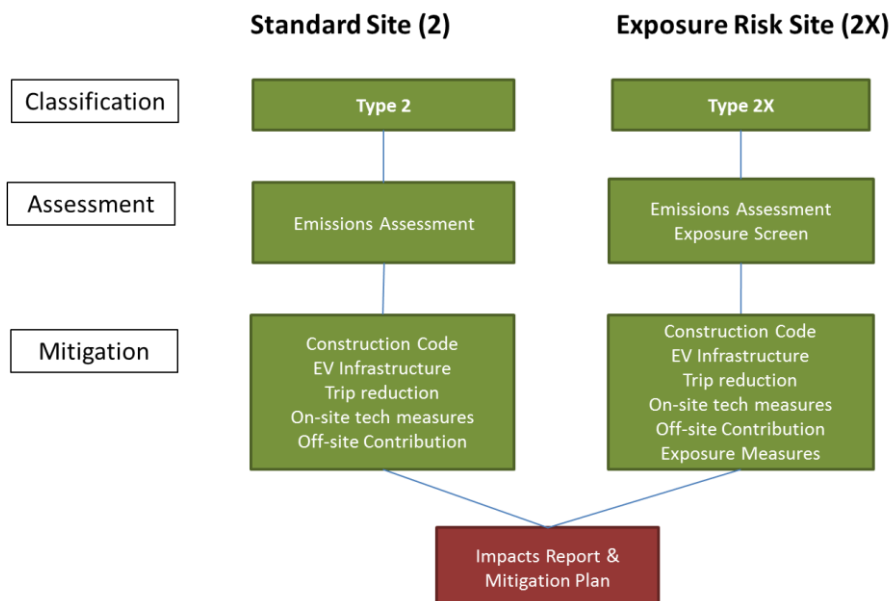 Standard Site (2)
Exposure Risk Site (2X)
Classification
Type 2
Type 2X
Assessment
Emissions Assessment
Emissions Assessment
Exposure Screen
Mitigation
Construction Code
EV Infrastructure
Trip reduction
On-site tech measures
Off-site Contribution
Construction Code
EV Infrastructure
Trip reduction
On-site tech measures
Off-site Contribution
Exposure Measures
Impacts Report &
Mitigation Plan